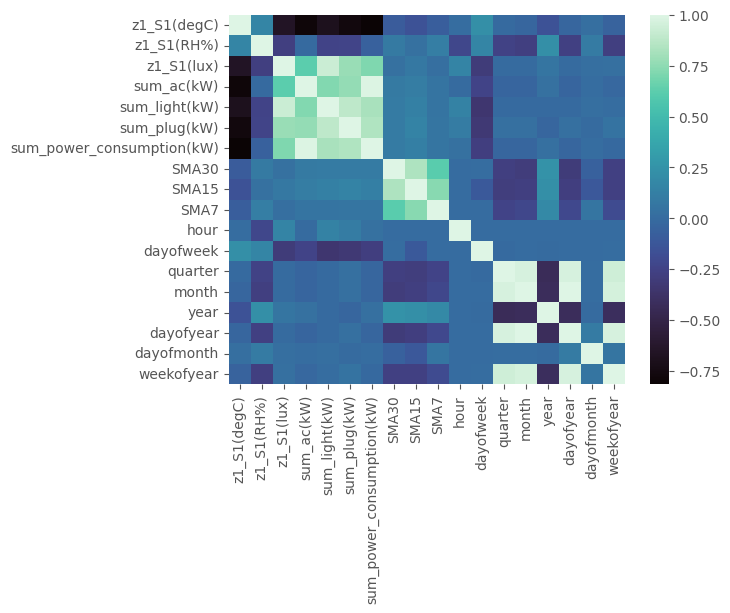 z1_S1(degC)
z1_S1(RH%)
z1_S1(lux)
sum_ac(kW)
sum_light(kW)
sum_plug(kW)
sum_power_consumption(kW)
SMA30
SMA15
SMA7
hour
dayofweek
quarter
month
year
dayofyear
dayofmonth
weekofyear
z1_S1(degC)
z1_S1(RH%)
z1_S1(lux)
sum_ac(kW)
sum_light(kW)
sum_plug(kW)
sum_power_consumption(kW)
SMA30
SMA15
SMA7
hour
dayofweek
quarter
month
year
dayofyear
dayofmonth
weekofyear
1.00
0.75
0.50
0.25
0.00
-0.25
-0.50
-0.75